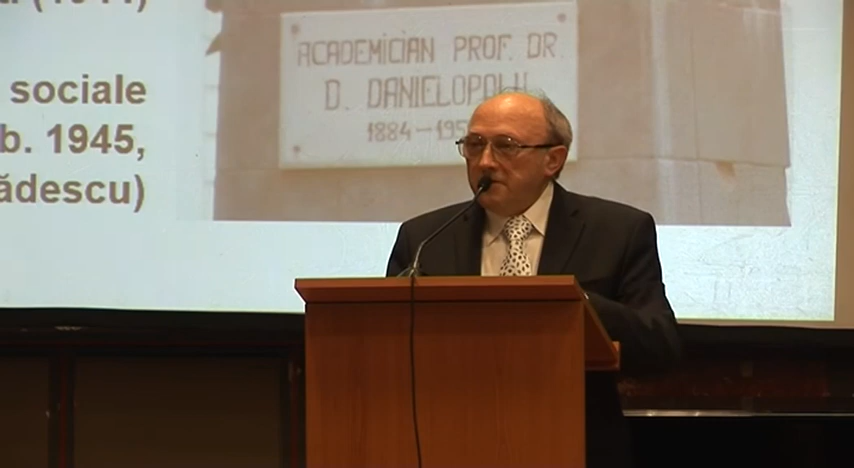 sociale
b. 1945,
ădescu)
ACADEMICIAN PROF. DR.
D. DANIELOPOLU
1884-195